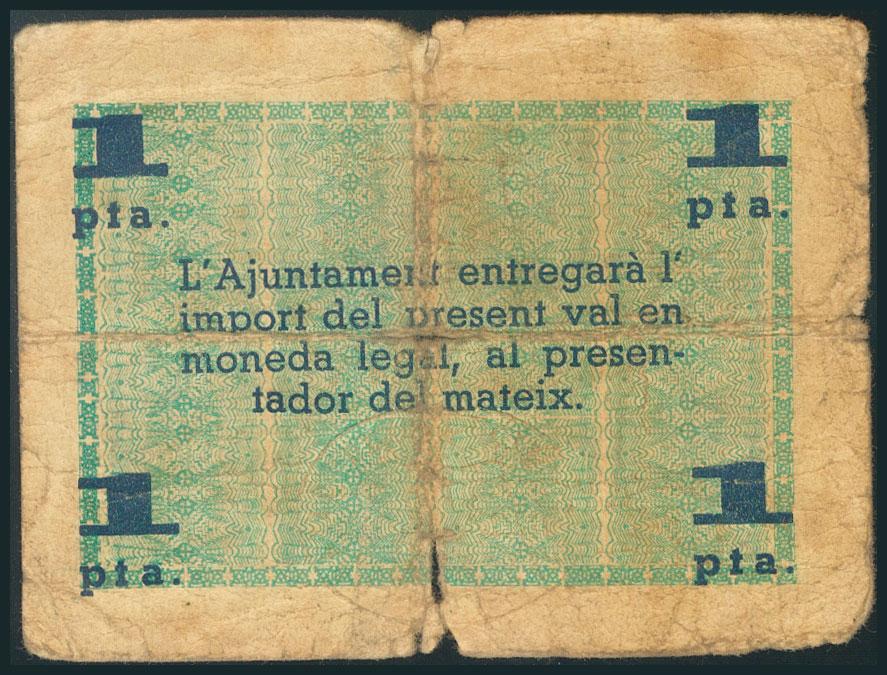 1 1
pta. pta.
L'Ajuntament entregarà l'
import del present val en
moneda legal, al presen-
tador del mateix.
1 1
pta. pta.